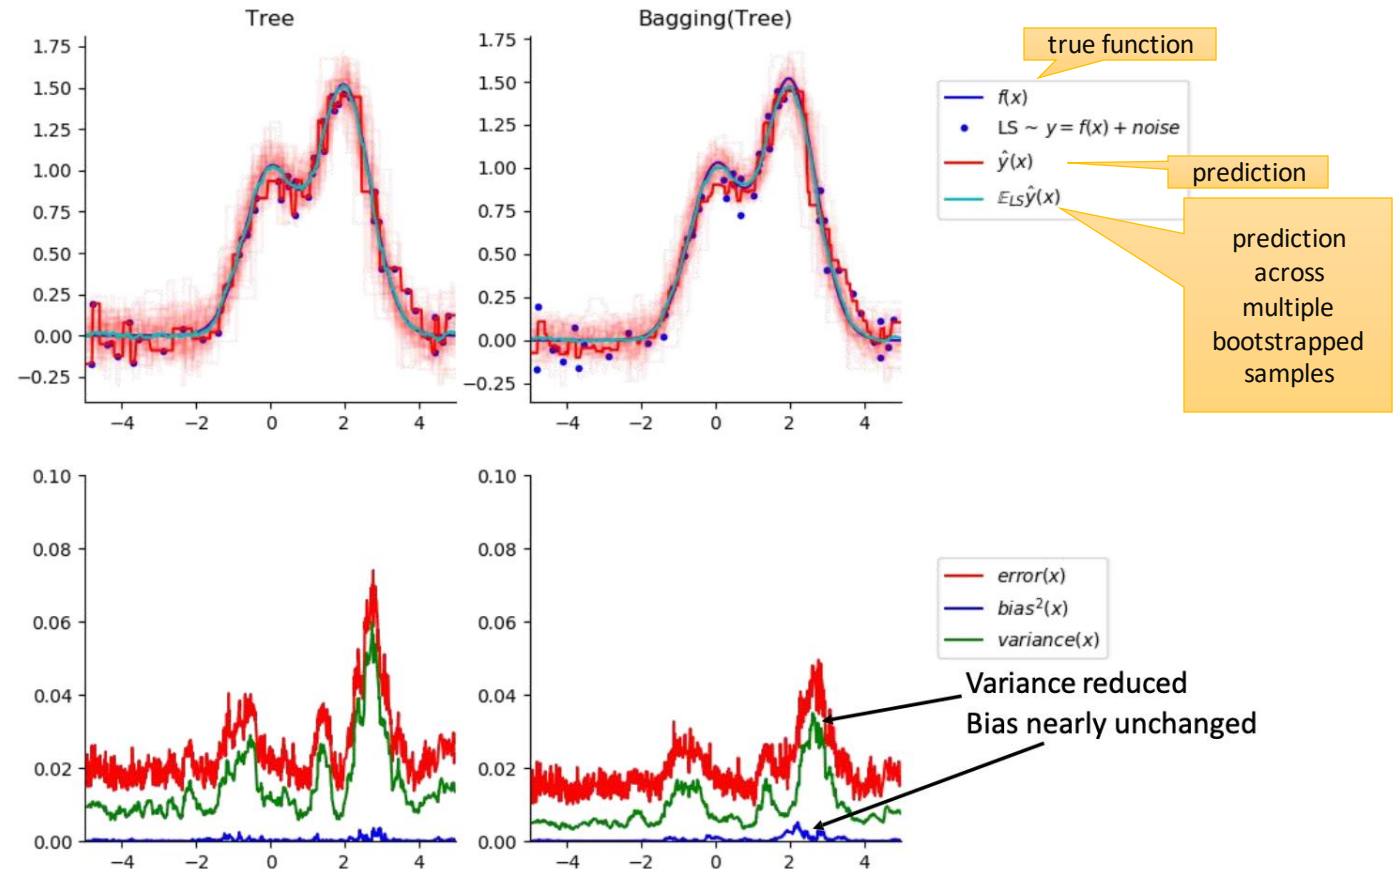 Tree
1.75
1.50
1.25
1.00
0.75
0.50
0.25
0.00
−0.25
−4
−2
0
2
4
Bagging(Tree)
1.75
1.50
1.25
1.00
0.75
0.50
0.25
0.00
−0.25
−4
−2
0
2
4
true function
f(x)
LS ~ y = f(x) + noise
ŷ(x)
𝔼LS ŷ(x)
prediction
prediction
across
multiple
bootstrapped
samples
0.10
0.08
0.06
0.04
0.02
0.00
−4
−2
0
2
4
0.10
0.08
0.06
0.04
0.02
0.00
−4
−2
0
2
4
error(x)
bias²(x)
variance(x)
Variance reduced
Bias nearly unchanged